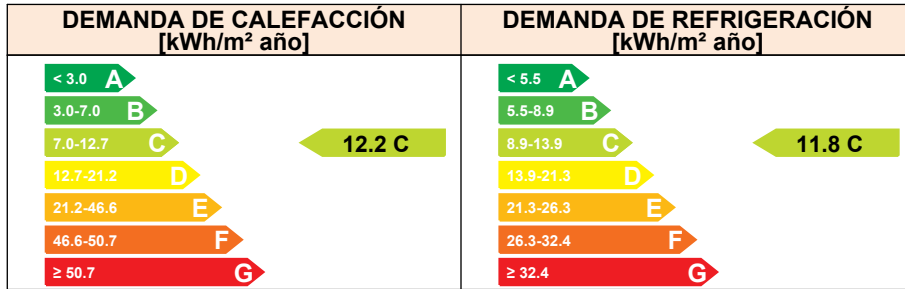 DEMANDA DE CALEFACCIÓN
[kWh/m² año]
< 3.0 A
3.0-7.0 B
7.0-12.7 C
12.7-21.2 D
21.2-46.6 E
46.6-50.7 F
≥ 50.7 G
12.2 C
DEMANDA DE REFRIGERACIÓN
[kWh/m² año]
< 5.5 A
5.5-8.9 B
8.9-13.9 C
13.9-21.3 D
21.3-26.3 E
26.3-32.4 F
≥ 32.4 G
11.8 C